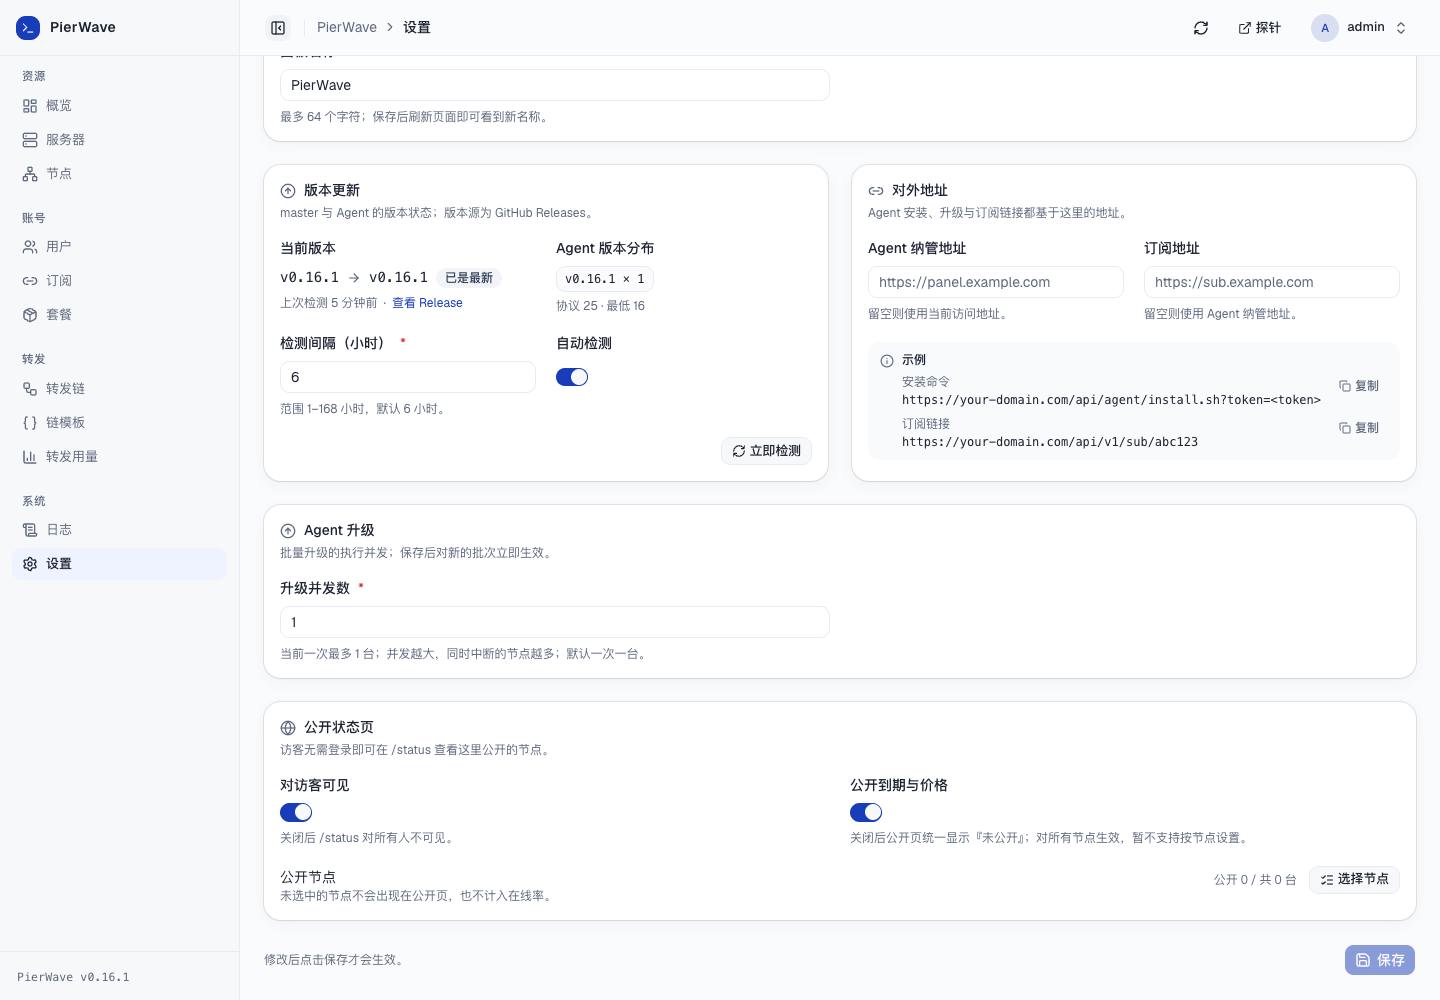 PierWave
PierWave
设置
探针
A
admin
资源
概览
服务器
节点
账号
用户
订阅
套餐
转发
转发链
链模板
转发用量
系统
日志
设置
PierWave v0.16.1
PierWave
最多 64 个字符；保存后刷新页面即可看到新名称。
版本更新
master 与 Agent 的版本状态；版本源为 GitHub Releases。
当前版本
v0.16.1 → v0.16.1 已是最新
上次检测 5 分钟前 · 查看 Release
Agent 版本分布
v0.16.1 × 1
协议 25 · 最低 16
检测间隔（小时） *
6
范围 1–168 小时，默认 6 小时。
自动检测
立即检测
对外地址
Agent 安装、升级与订阅链接都基于这里的地址。
Agent 纳管地址
https://panel.example.com
留空则使用当前访问地址。
订阅地址
https://sub.example.com
留空则使用 Agent 纳管地址。
示例
安装命令
https://your-domain.com/api/agent/install.sh?token=<token>
复制
订阅链接
https://your-domain.com/api/v1/sub/abc123
复制
Agent 升级
批量升级的执行并发；保存后对新的批次立即生效。
升级并发数 *
1
当前一次最多 1 台；并发越大，同时中断的节点越多；默认一次一台。
公开状态页
访客无需登录即可在 /status 查看这里公开的节点。
对访客可见
关闭后 /status 对所有人不可见。
公开到期与价格
关闭后公开页统一显示『未公开』；对所有节点生效，暂不支持按节点设置。
公开节点
未选中的节点不会出现在公开页，也不计入在线率。
公开 0 / 共 0 台
选择节点
修改后点击保存才会生效。
保存